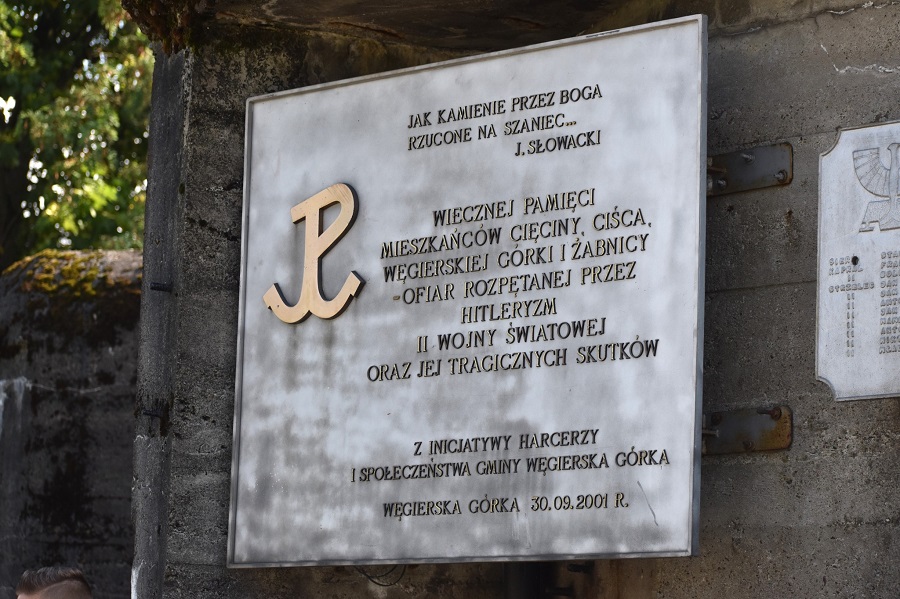 JAK KAMIENIE PRZEZ BOGA
RZUCONE NA SZANIEC...
J. SŁOWACKI
WIECZNEJ PAMIĘCI
MIESZKAŃCÓW CIĘCINY, CIŚCA,
WĘGIERSKIEJ GÓRKI I ŻABNICY
-OFIAR ROZPĘTANEJ PRZEZ
HITLERYZM
II WOJNY ŚWIATOWEJ
ORAZ JEJ TRAGICZNYCH SKUTKÓW
Z INICJATYWY HARCERZY
I SPOŁECZEŃSTWA GMINY WĘGIERSKA GÓRKA
WĘGIERSKA GÓRKA 30.09.2001 R.
KAPRAL
STRZELEC